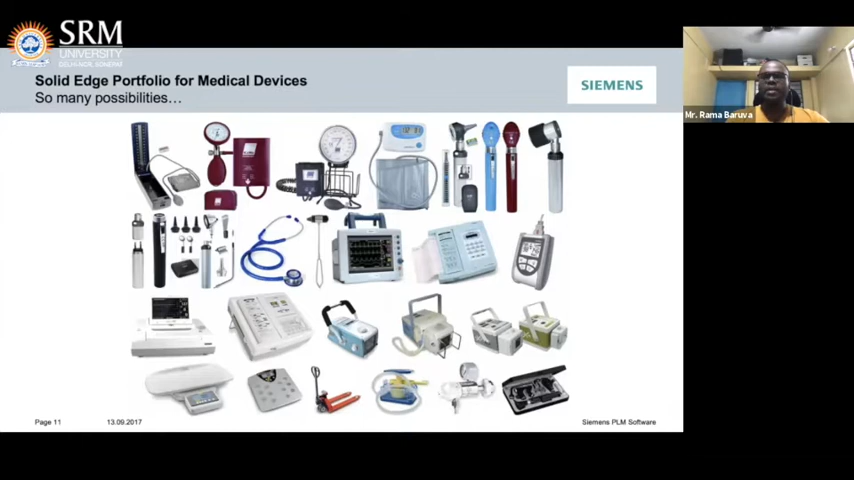 SRM
UNIVERSITY
DELHI-NCR, SONEPAT
Solid Edge Portfolio for Medical Devices
So many possibilities...
SIEMENS
Mr. Rama Baruva
Page 11
13.09.2017
Siemens PLM Software